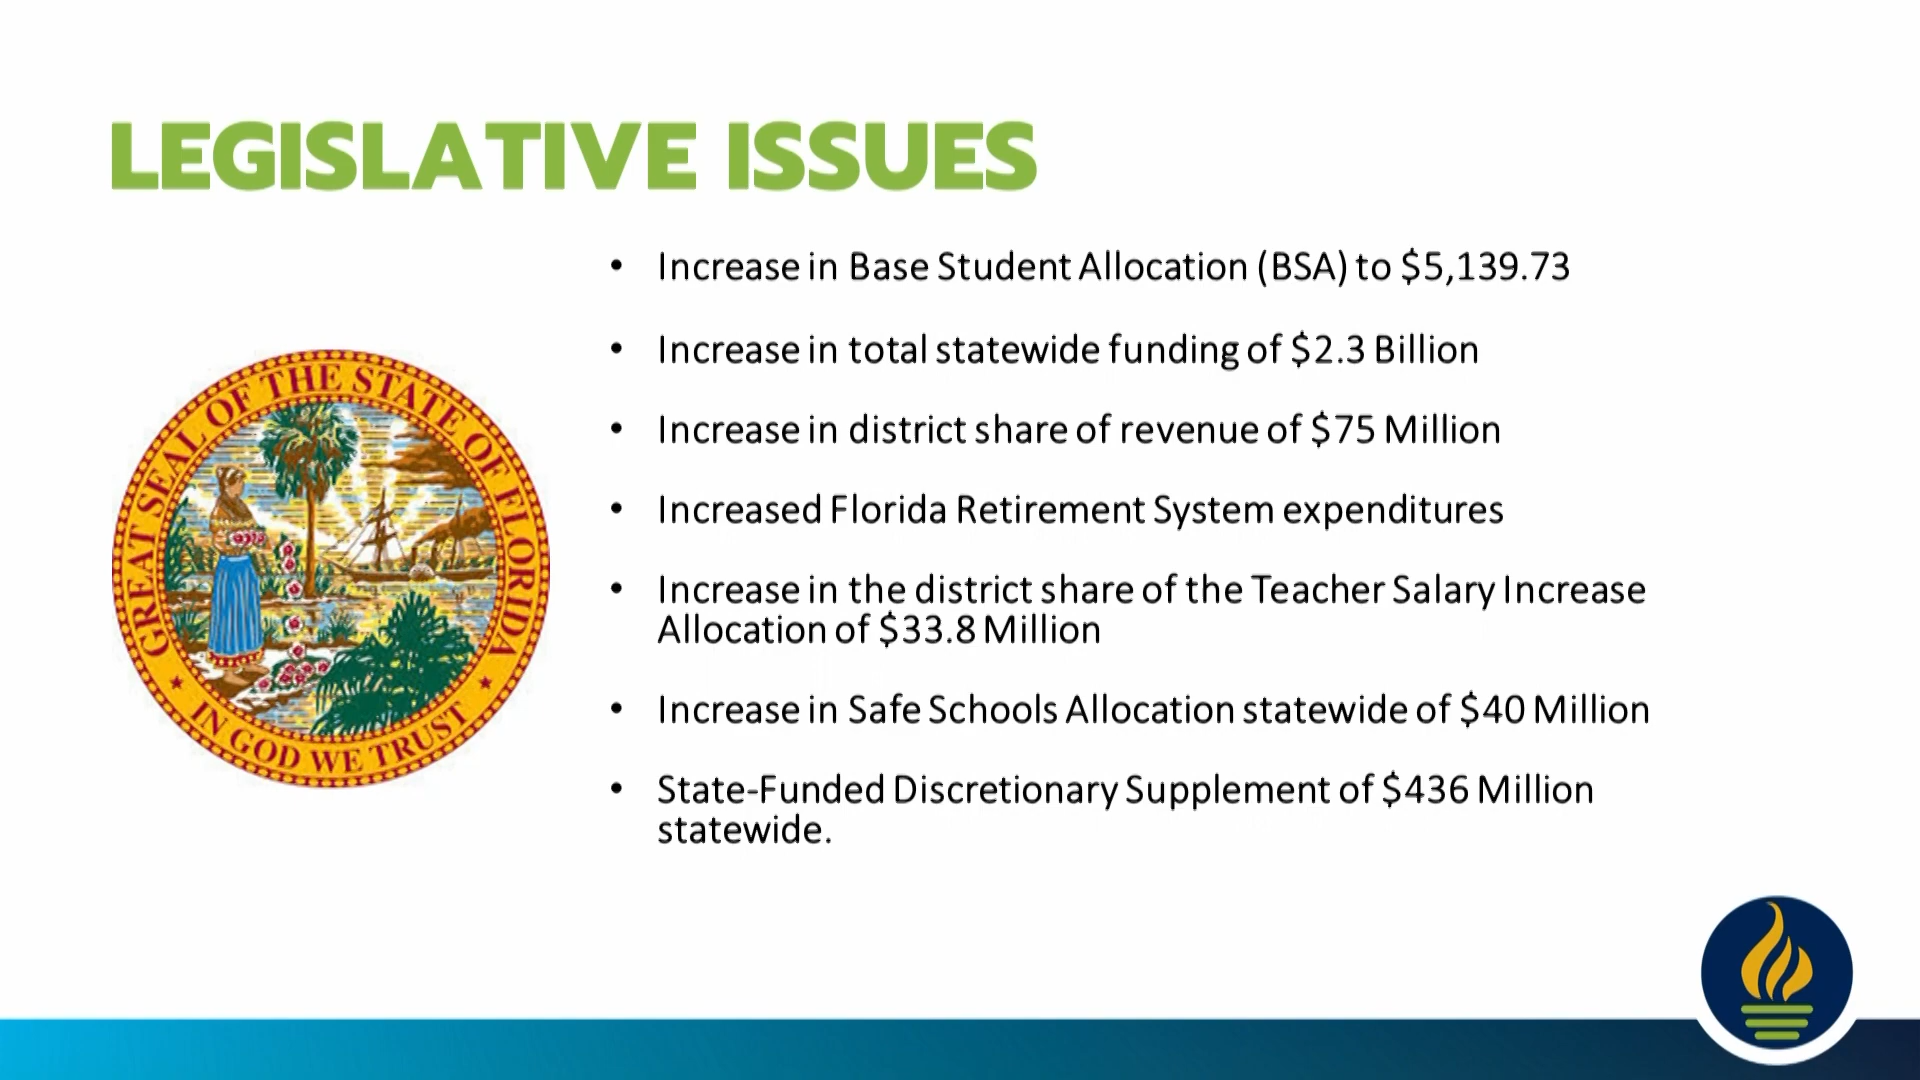 LEGISLATIVE ISSUES
• Increase in Base Student Allocation (BSA) to $5,139.73
• Increase in total statewide funding of $2.3 Billion
• Increase in district share of revenue of $75 Million
• Increased Florida Retirement System expenditures
• Increase in the district share of the Teacher Salary Increase
Allocation of $33.8 Million
• Increase in Safe Schools Allocation statewide of $40 Million
• State-Funded Discretionary Supplement of $436 Million
statewide.
GREAT SEAL OF THE STATE OF FLORIDA
IN GOD WE TRUST